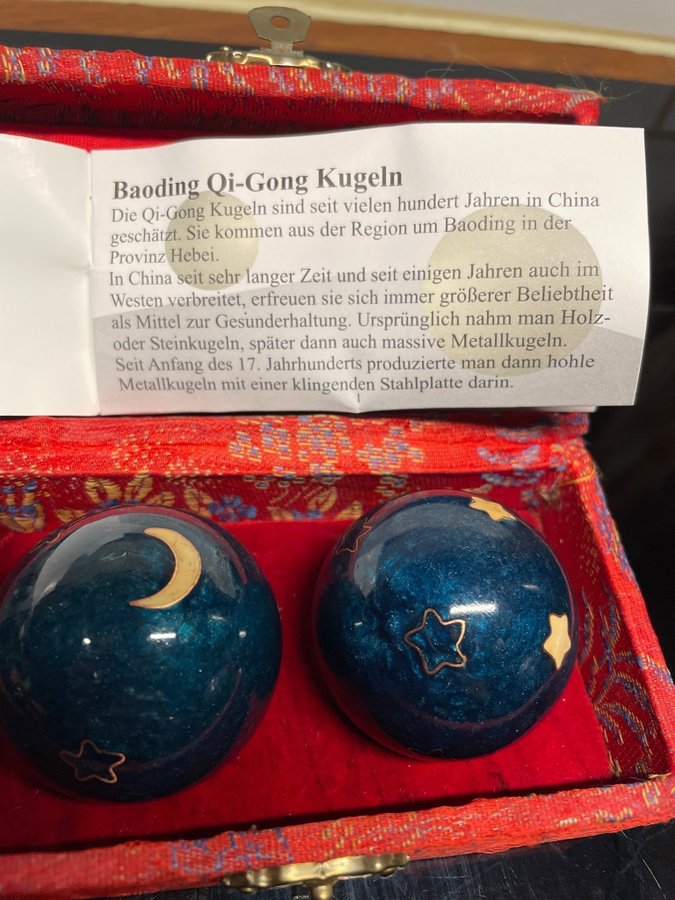 Baoding Qi-Gong Kugeln
Die Qi-Gong Kugeln sind seit vielen hundert Jahren in China
geschätzt. Sie kommen aus der Region um Baoding in der
Provinz Hebei.
In China seit sehr langer Zeit und seit einigen Jahren auch im
Westen verbreitet, erfreuen sie sich immer größerer Beliebtheit
als Mittel zur Gesunderhaltung. Ursprünglich nahm man Holz-
oder Steinkugeln, später dann auch massive Metallkugeln.
Seit Anfang des 17. Jahrhunderts produzierte man dann hohle
Metallkugeln mit einer klingenden Stahlplatte darin.
1